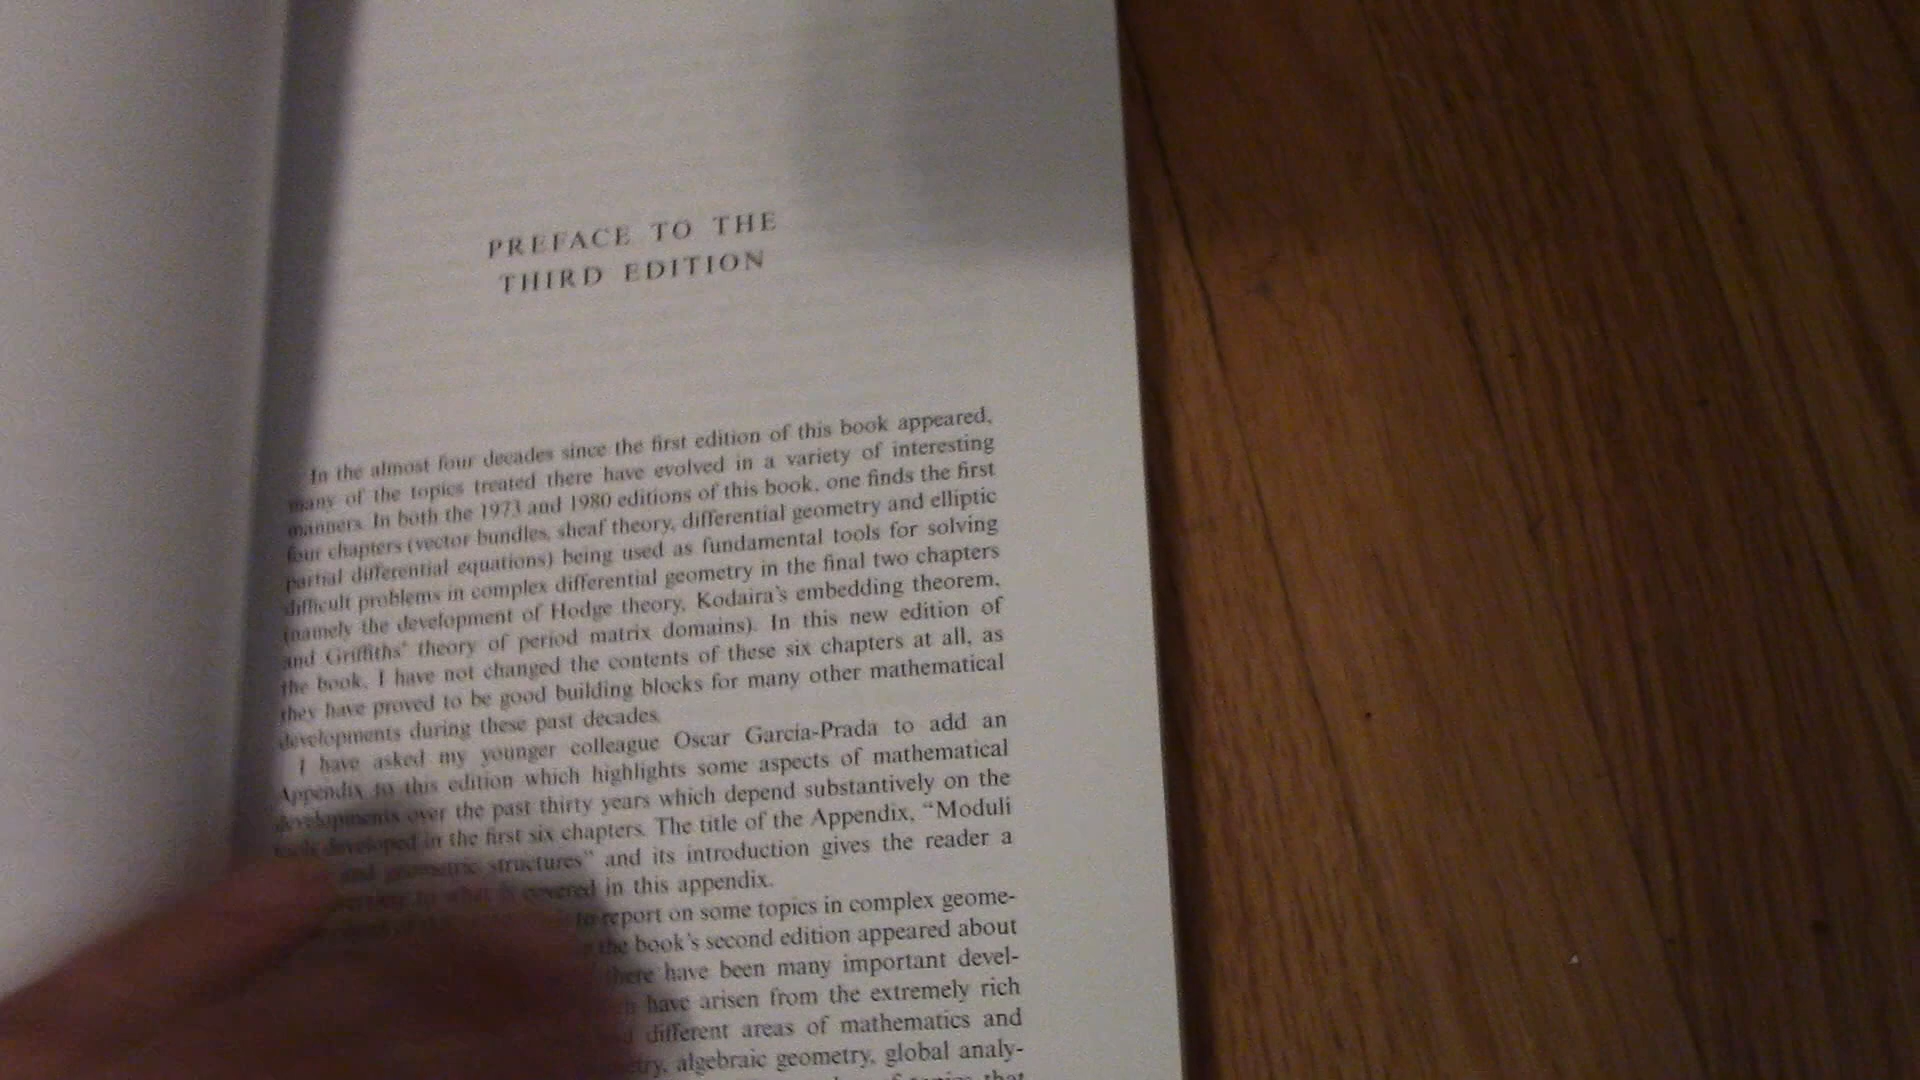 PREFACE TO THE
THIRD EDITION
In the almost four decades since the first edition of this book appeared,
many of the topics treated there have evolved in a variety of interesting
manners. In both the 1973 and 1980 editions of this book, one finds the first
four chapters (vector bundles, sheaf theory, differential geometry and elliptic
partial differential equations) being used as fundamental tools for solving
difficult problems in complex differential geometry in the final two chapters
(namely the development of Hodge theory, Kodaira's embedding theorem,
and Griffiths' theory of period matrix domains). In this new edition of
the book, I have not changed the contents of these six chapters at all, as
they have proved to be good building blocks for many other mathematical
developments during these past decades.
I have asked my younger colleague Oscar García-Prada to add an
Appendix to this edition which highlights some aspects of mathematical
developments over the past thirty years which depend substantively on the
tools developed in the first six chapters. The title of the Appendix, "Moduli
and geometric structures" and its introduction gives the reader a
what is covered in this appendix.
to report on some topics in complex geome-
the book's second edition appeared about
there have been many important devel-
have arisen from the extremely rich
different areas of mathematics and
algebraic geometry, global analy-
of topics that